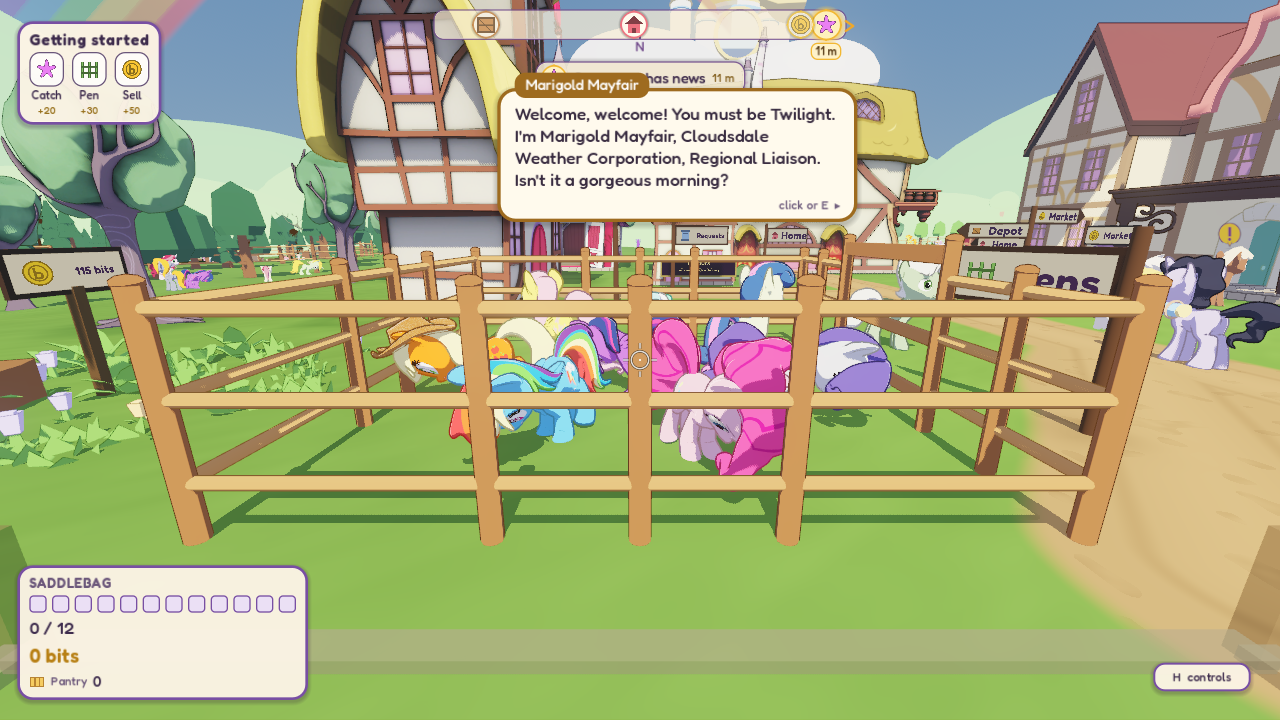 Getting started
Catch
Pen
Sell
+20
+30
+50
N
11 m
has news 11 m
Marigold Mayfair
Welcome, welcome! You must be Twilight.
I'm Marigold Mayfair, Cloudsdale
Weather Corporation, Regional Liaison.
Isn't it a gorgeous morning?
click or E ▸
115 bits
Requests
Home
Market
Depot
Market
Home
ens
SADDLEBAG
0 / 12
0 bits
Pantry 0
H controls